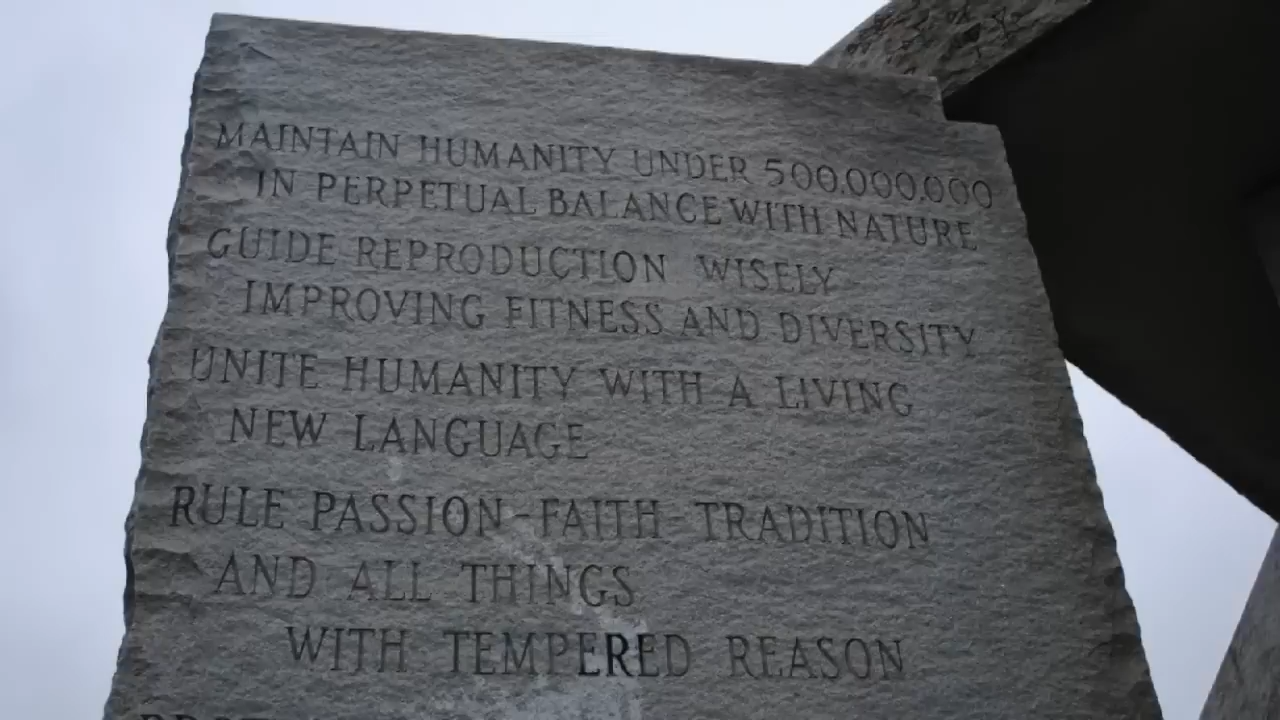 MAINTAIN HUMANITY UNDER 500,000,000
IN PERPETUAL BALANCE WITH NATURE
GUIDE REPRODUCTION WISELY
IMPROVING FITNESS AND DIVERSITY
UNITE HUMANITY WITH A LIVING
NEW LANGUAGE
RULE PASSION-FAITH-TRADITION
AND ALL THINGS
WITH TEMPERED REASON